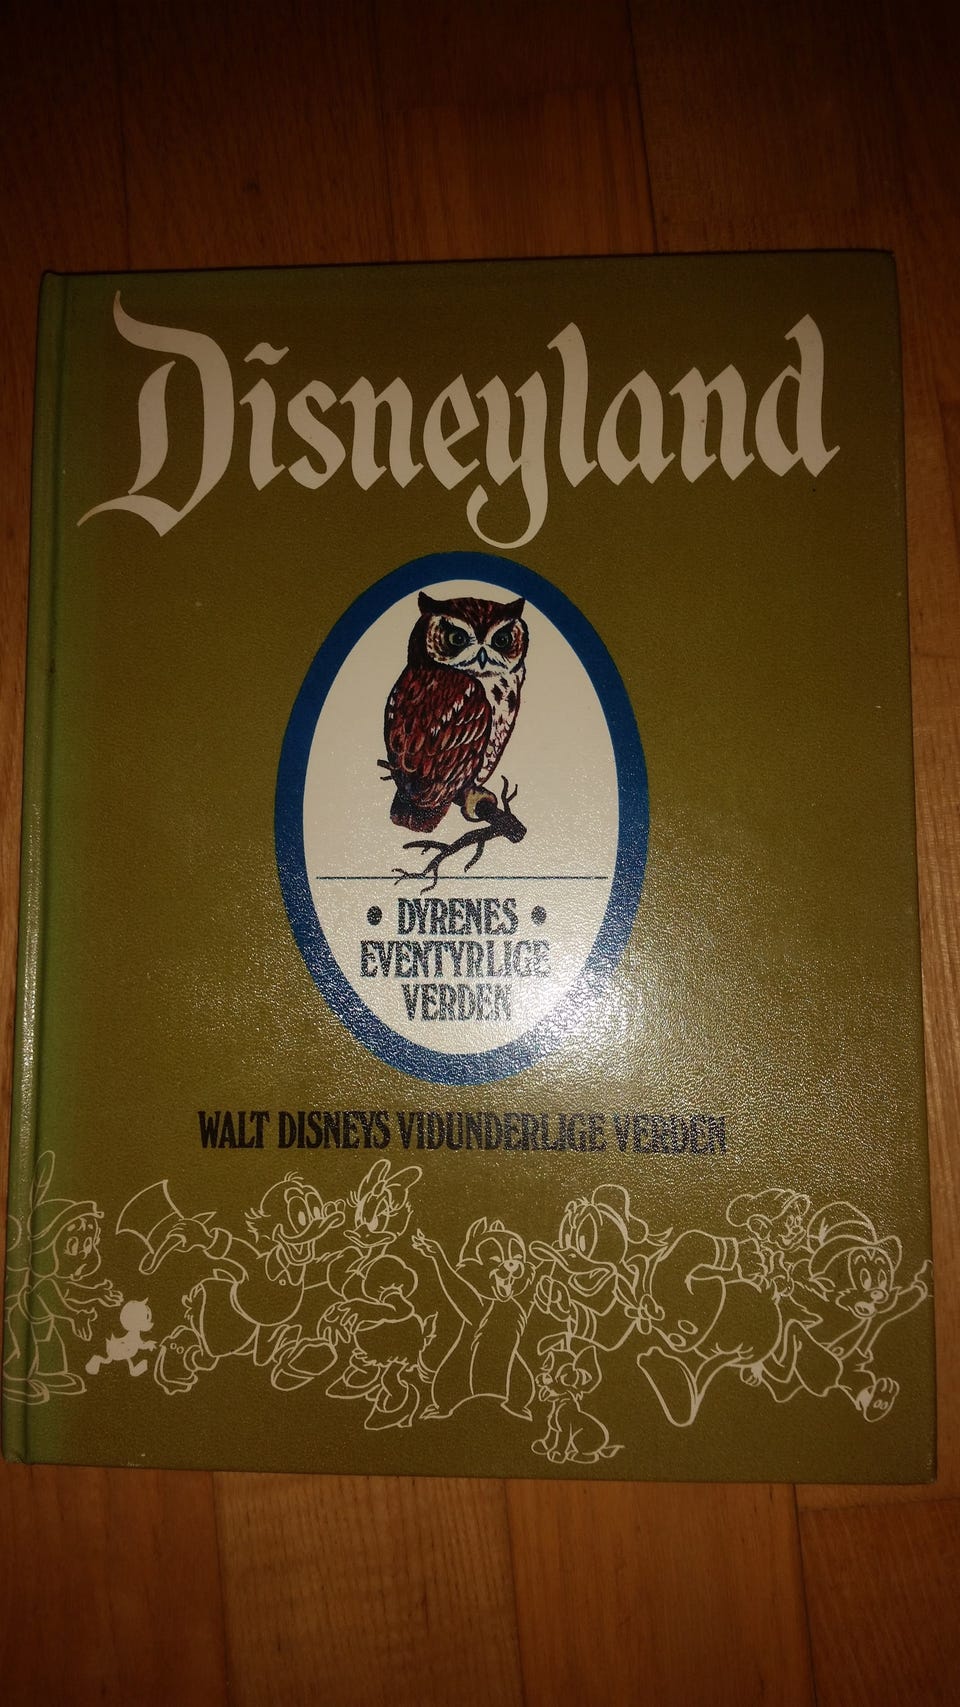 Disneyland
• DYRENES •
EVENTYRLIGE
VERDEN
WALT DISNEYS VIDUNDERLIGE VERDEN